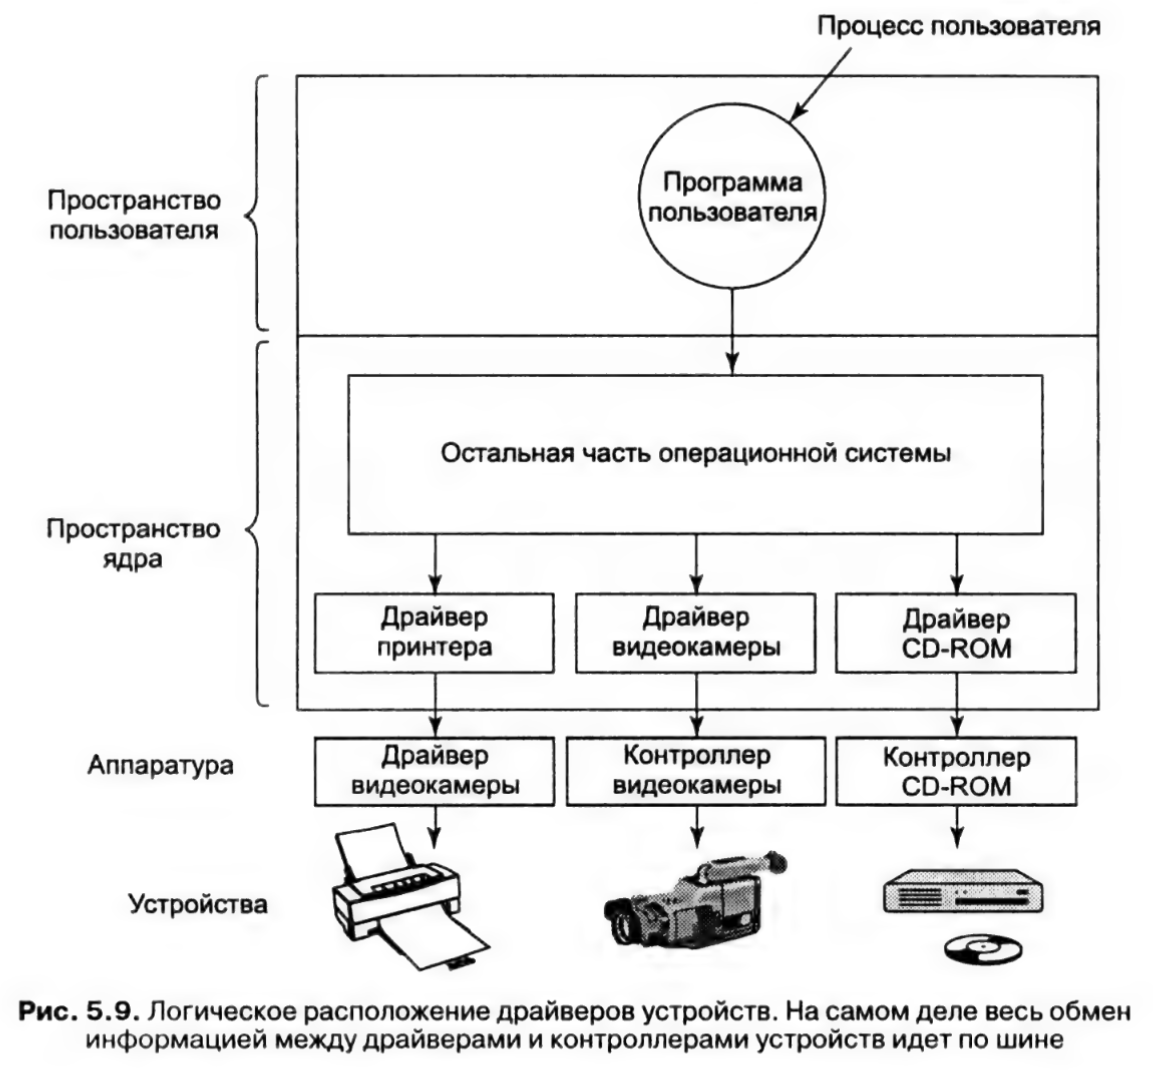 Процесс пользователя
Программа
пользователя
Пространство
пользователя
Остальная часть операционной системы
Пространство
ядра
Драйвер
принтера
Драйвер
видеокамеры
Драйвер
CD-ROM
Аппаратура
Драйвер
видеокамеры
Контроллер
видеокамеры
Контроллер
CD-ROM
Устройства
Рис. 5.9. Логическое расположение драйверов устройств. На самом деле весь обмен
информацией между драйверами и контроллерами устройств идет по шине